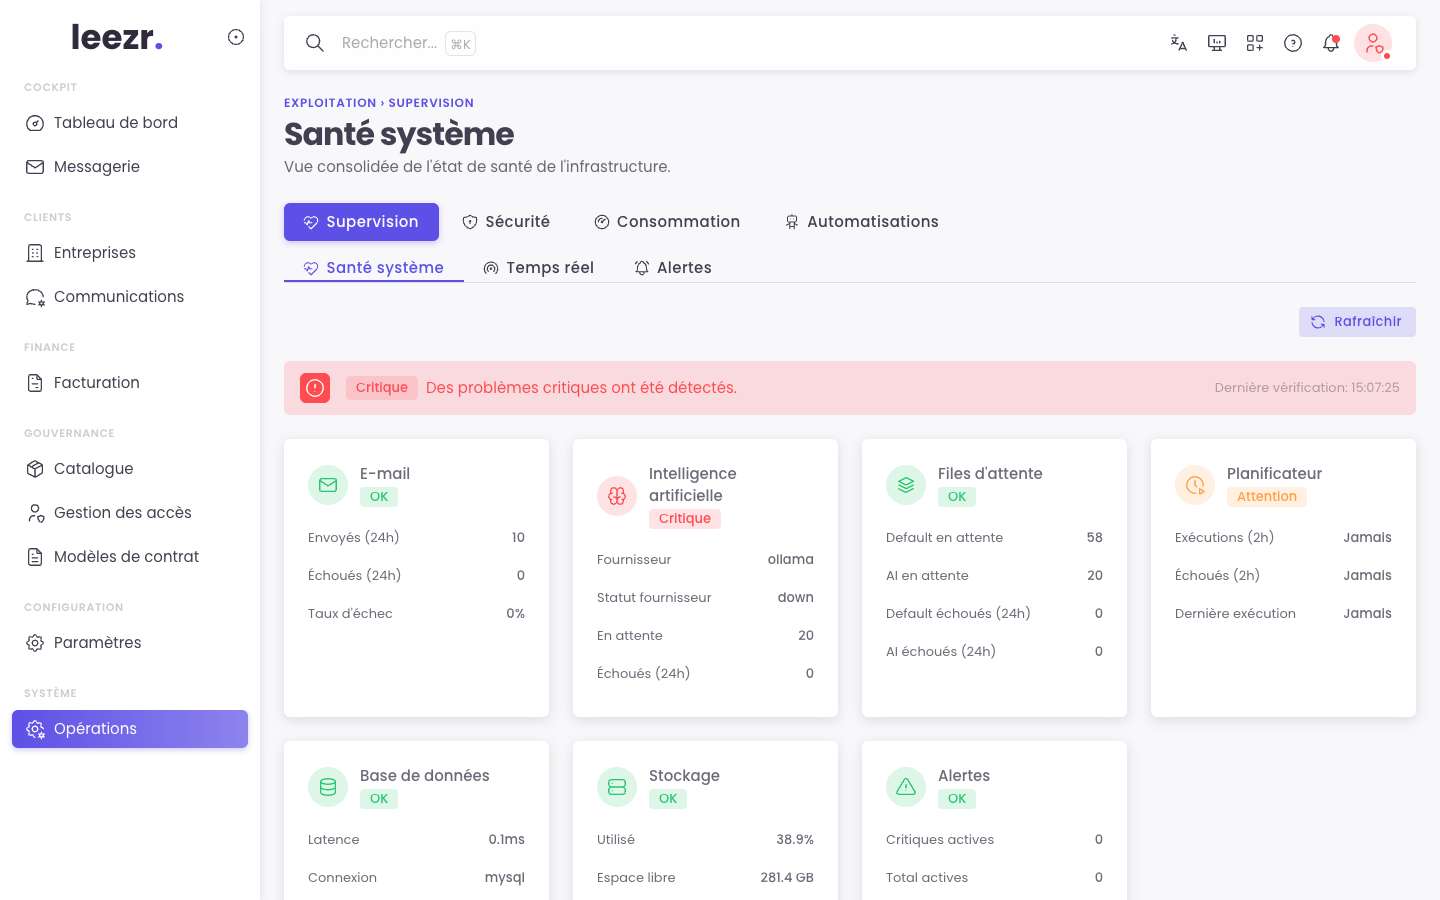 leezr.
COCKPIT
Tableau de bord
Messagerie
CLIENTS
Entreprises
Communications
FINANCE
Facturation
GOUVERNANCE
Catalogue
Gestion des accès
Modèles de contrat
CONFIGURATION
Paramètres
SYSTÈME
Opérations
Rechercher... ⌘K
EXPLOITATION › SUPERVISION
Santé système
Vue consolidée de l'état de santé de l'infrastructure.
Supervision Sécurité Consommation Automatisations
Santé système Temps réel Alertes
Rafraîchir
Critique Des problèmes critiques ont été détectés. Dernière vérification: 15:07:25
E-mail
OK
Envoyés (24h) 10
Échoués (24h) 0
Taux d'échec 0%
Intelligence
artificielle
Critique
Fournisseur ollama
Statut fournisseur down
En attente 20
Échoués (24h) 0
Files d'attente
OK
Default en attente 58
AI en attente 20
Default échoués (24h) 0
AI échoués (24h) 0
Planificateur
Attention
Exécutions (2h) Jamais
Échoués (2h) Jamais
Dernière exécution Jamais
Base de données
OK
Latence 0.1ms
Connexion mysql
Stockage
OK
Utilisé 38.9%
Espace libre 281.4 GB
Alertes
OK
Critiques actives 0
Total actives 0